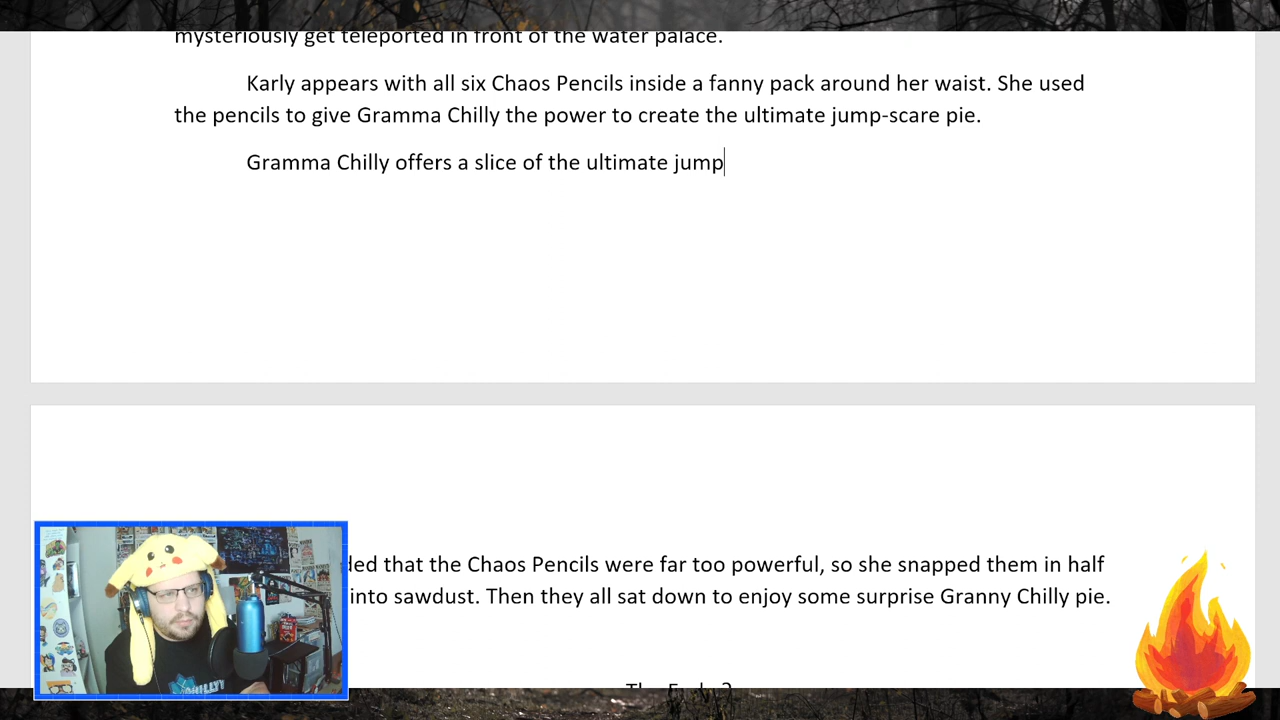 mysteriously get teleported in front of the water palace.
Karly appears with all six Chaos Pencils inside a fanny pack around her waist. She used
the pencils to give Gramma Chilly the power to create the ultimate jump-scare pie.
Gramma Chilly offers a slice of the ultimate jump
ded that the Chaos Pencils were far too powerful, so she snapped them in half
into sawdust. Then they all sat down to enjoy some surprise Granny Chilly pie.